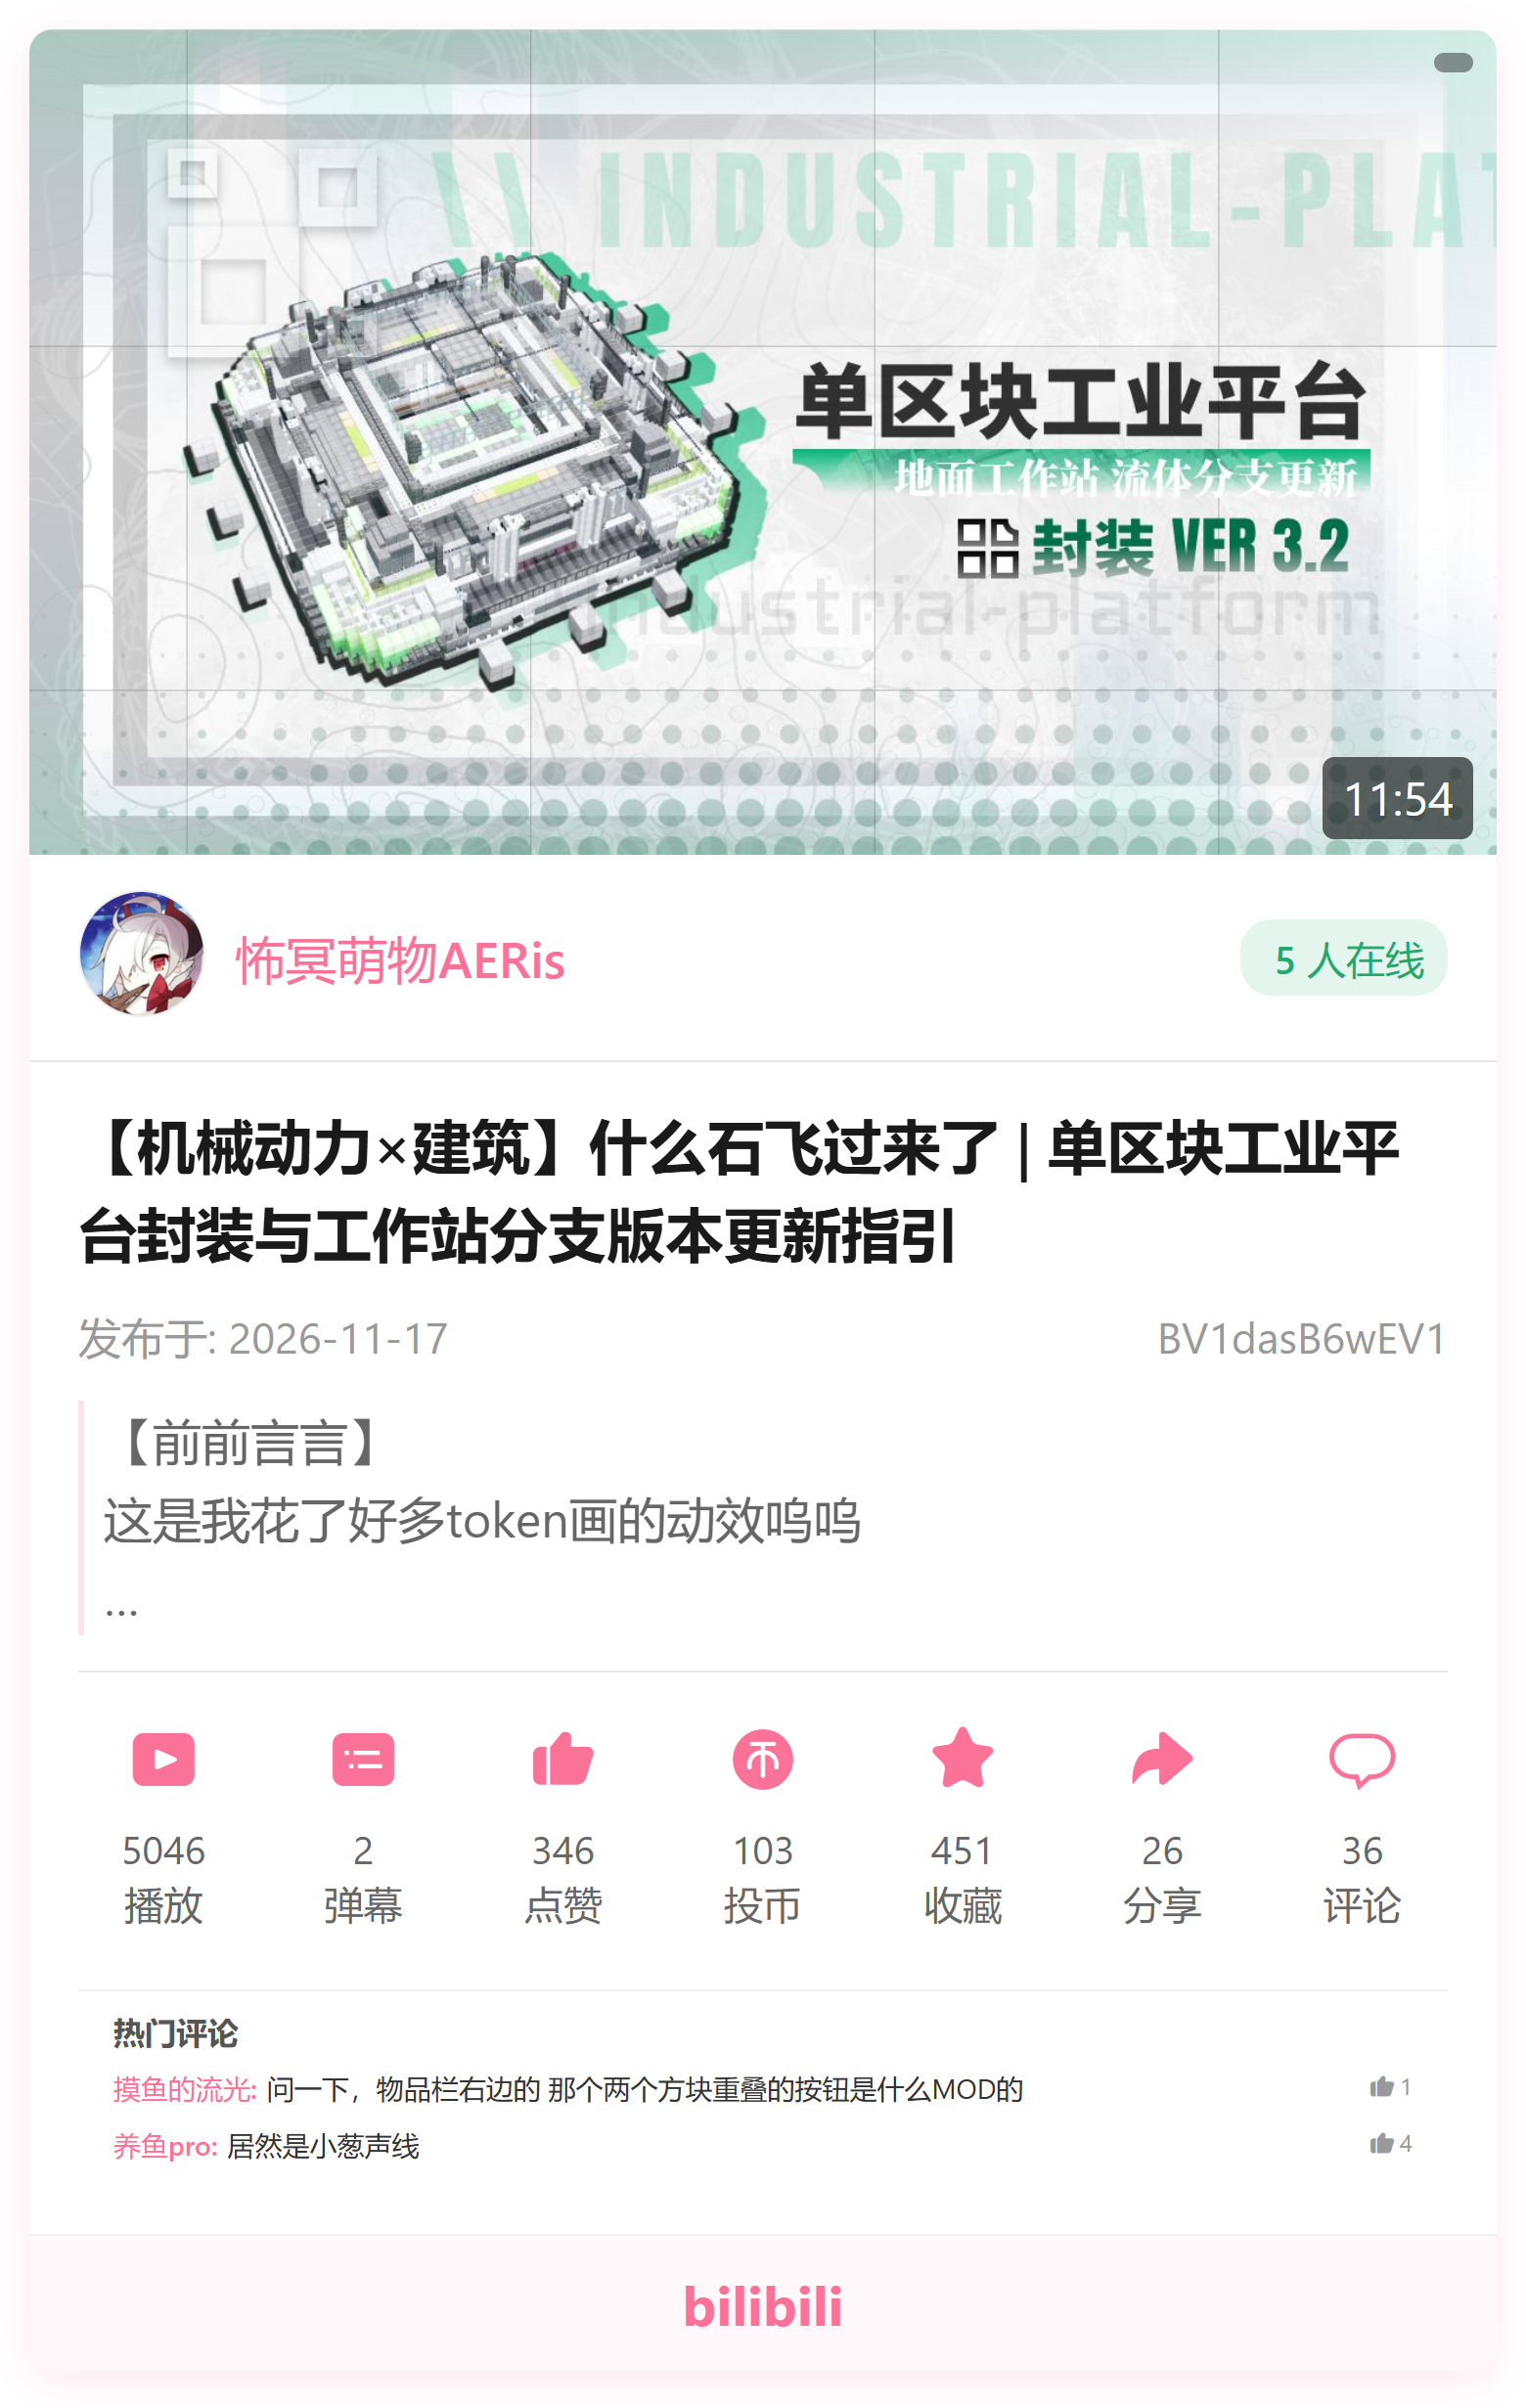 \\ INDUSTRIAL-PLAT
单区块工业平台
地面工作站 流体分支更新
封装 VER 3.2
industrial-platform
11:54
怖冥萌物AERis
5 人在线
【机械动力×建筑】什么石飞过来了 | 单区块工业平
台封装与工作站分支版本更新指引
发布于: 2026-11-17
BV1dasB6wEV1
【前前言言】
这是我花了好多token画的动效呜呜
...
5046
2
346
103
451
26
36
播放
弹幕
点赞
投币
收藏
分享
评论
热门评论
摸鱼的流光: 问一下，物品栏右边的 那个两个方块重叠的按钮是什么MOD的
1
养鱼pro: 居然是小葱声线
4
bilibili